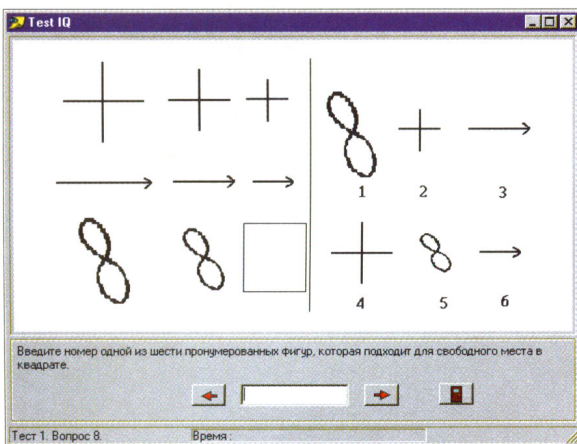 Test IQ
1 2 3
4 5 6
Введите номер одной из шести пронумерованных фигур, которая подходит для свободного места в
квадрате.
Тест 1. Вопрос 8. Время :